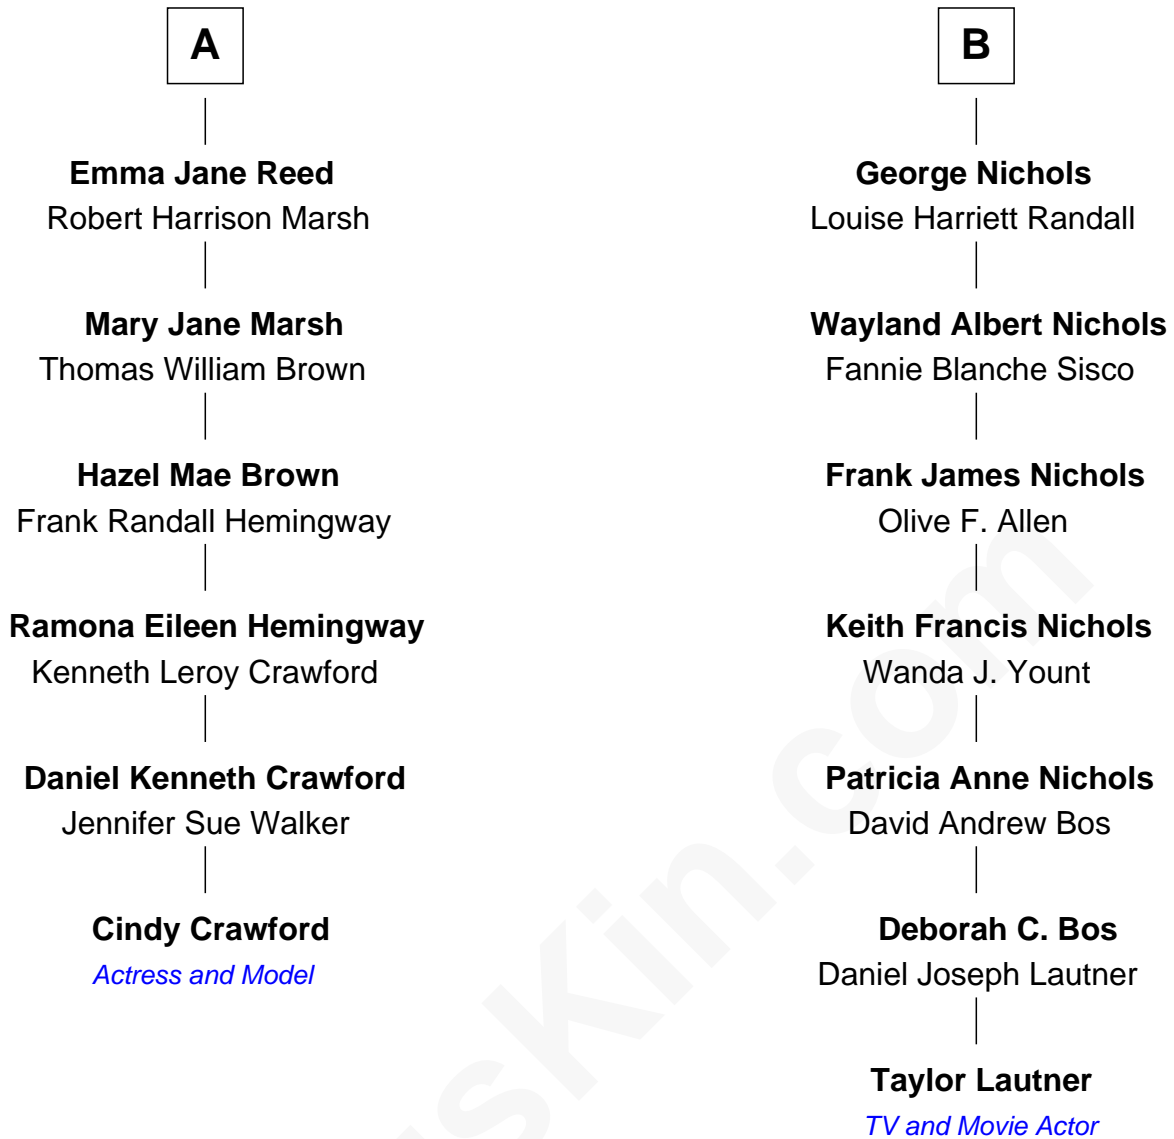 A
Emma Jane Reed
Robert Harrison Marsh
Mary Jane Marsh
Thomas William Brown
Hazel Mae Brown
Frank Randall Hemingway
Ramona Eileen Hemingway
Kenneth Leroy Crawford
Daniel Kenneth Crawford
Jennifer Sue Walker
Cindy Crawford
Actress and Model
B
George Nichols
Louise Harriett Randall
Wayland Albert Nichols
Fannie Blanche Sisco
Frank James Nichols
Olive F. Allen
Keith Francis Nichols
Wanda J. Yount
Patricia Anne Nichols
David Andrew Bos
Deborah C. Bos
Daniel Joseph Lautner
Taylor Lautner
TV and Movie Actor